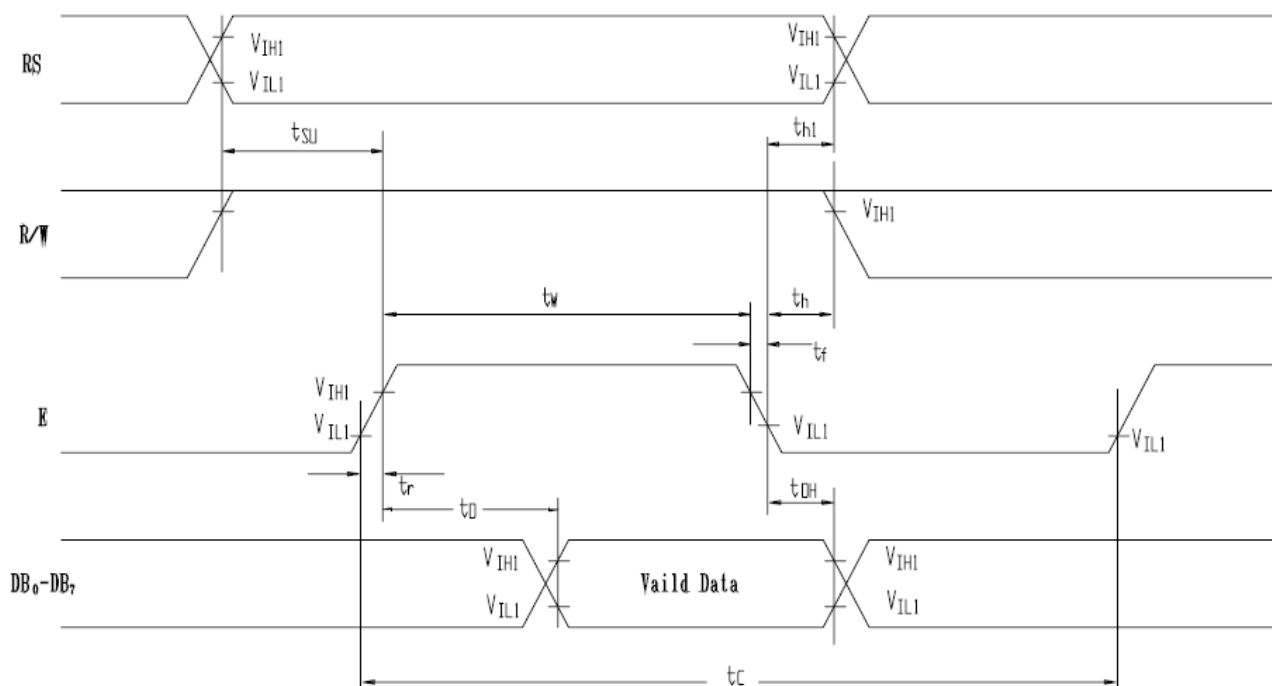 RS
VIH1
VIL1
VIH1
VIL1
tSU
th1
R/W
VIH1
tW
th
tf
E
VIH1
VIL1
VIL1
VIL1
tr
tD
tDH
DB₀-DB₇
VIH1
VIL1
Vaild Data
VIH1
VIL1
tC